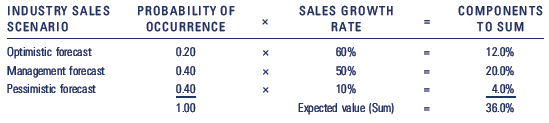 INDUSTRY SALES PROBABILITY OF SALES GROWTH COMPONENTS
SCENARIO OCCURRENCE × RATE = TO SUM
Optimistic forecast 0.20 × 60% = 12.0%
Management forecast 0.40 × 50% = 20.0%
Pessimistic forecast 0.40 × 10% = 4.0%
1.00 Expected value (Sum) = 36.0%